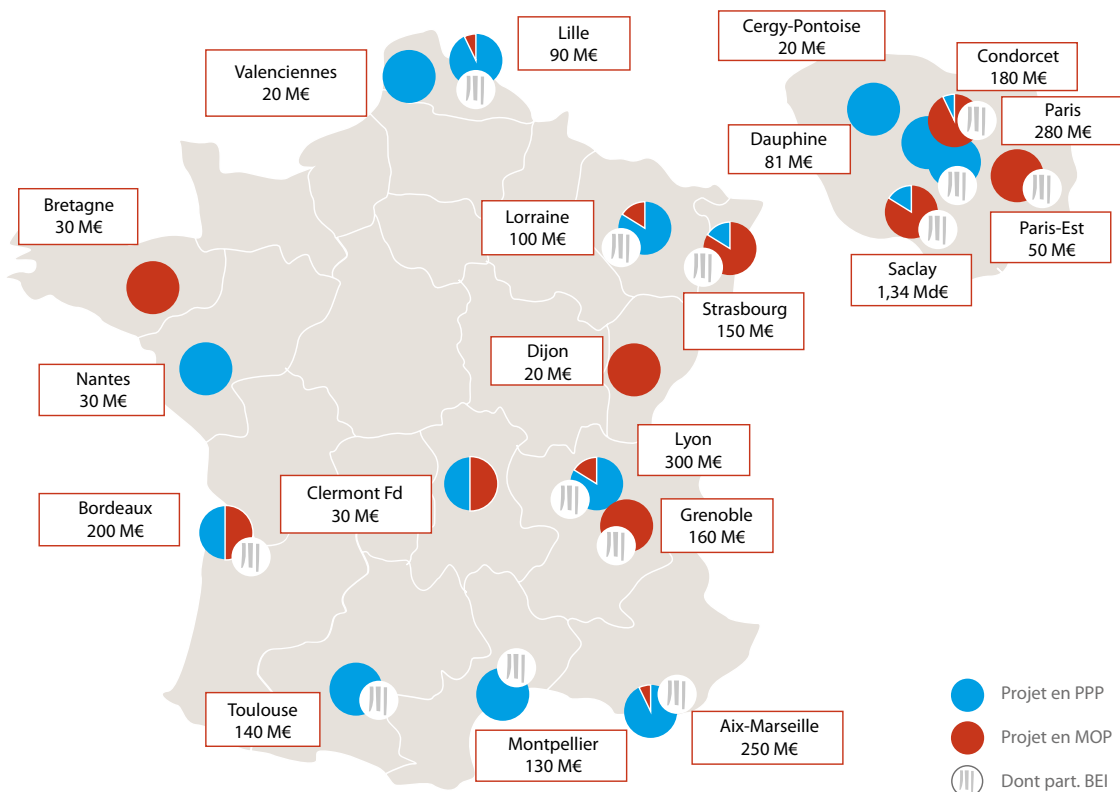 Lille
90 M€
Valenciennes
20 M€
Cergy-Pontoise
20 M€
Condorcet
180 M€
Paris
280 M€
Dauphine
81 M€
Bretagne
30 M€
Lorraine
100 M€
Paris-Est
50 M€
Saclay
1,34 Md€
Strasbourg
150 M€
Dijon
20 M€
Nantes
30 M€
Lyon
300 M€
Clermont Fd
30 M€
Bordeaux
200 M€
Grenoble
160 M€
Toulouse
140 M€
Montpellier
130 M€
Aix-Marseille
250 M€
Projet en PPP
Projet en MOP
Dont part. BEI